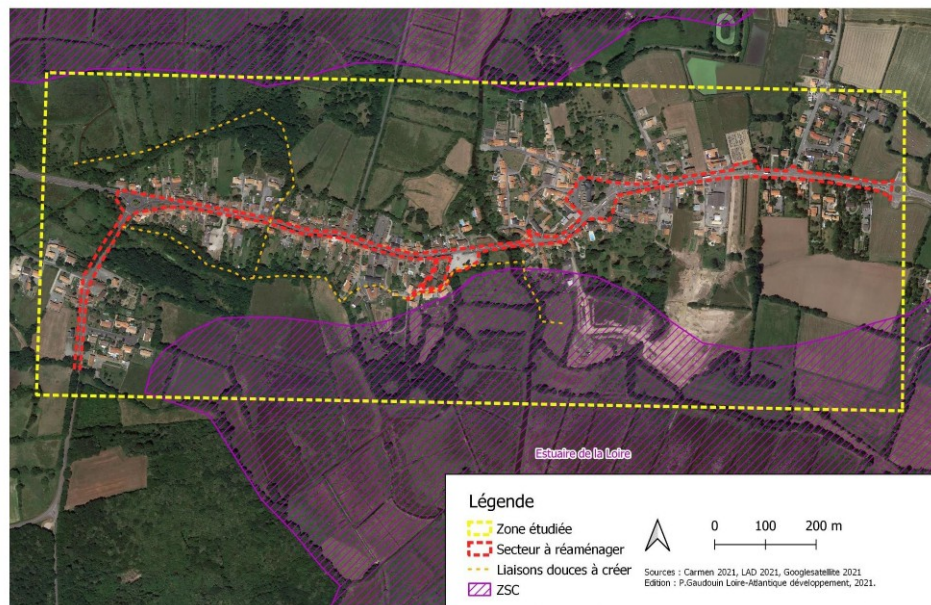 Estuaire de la Loire
Légende
Zone étudiée
Secteur à réaménager
Liaisons douces à créer
ZSC
0 100 200 m
Sources : Carmen 2021, LAD 2021, Googlesatellite 2021
Edition : P.Gaudouin Loire-Atlantique développement, 2021.